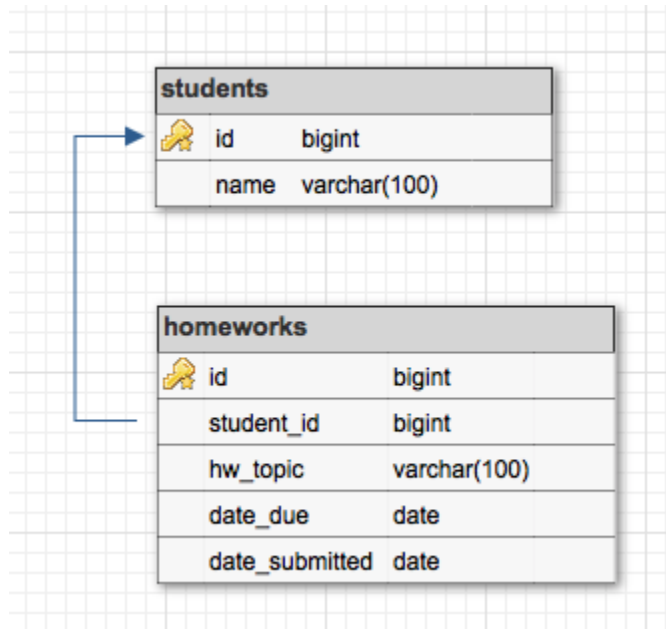 students
id bigint
name varchar(100)
homeworks
id bigint
student_id bigint
hw_topic varchar(100)
date_due date
date_submitted date